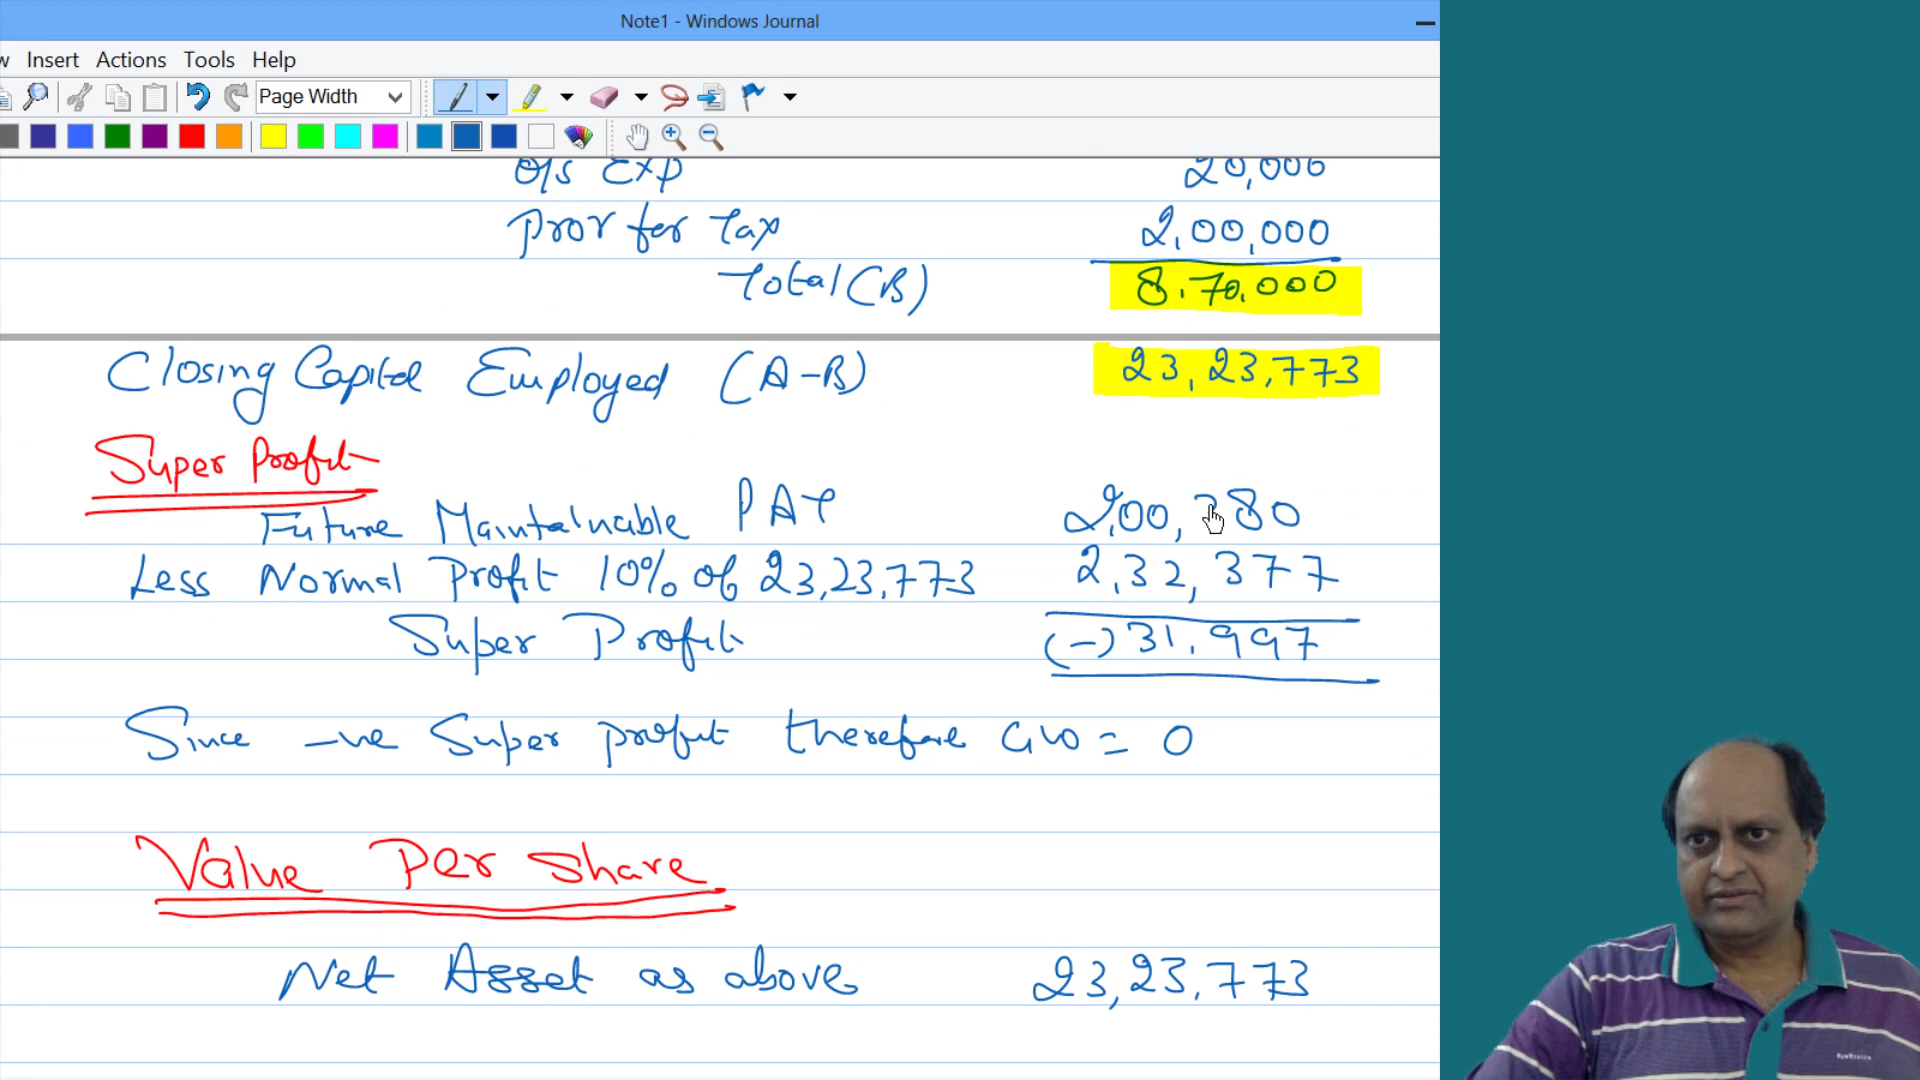 Note1 - Windows Journal
w Insert Actions Tools Help
Page Width
O/s Exp 20,000
Prov for Tax 2,00,000
Total (B) 8,70,000
Closing Capital Employed (A-B) 23,23,773
Super Profit
Future Maintainable PAT 2,00,380
Less Normal Profit 10% of 23,23,773 2,32,377
Super Profit (-) 31,997
Since -ve Super profit therefore G/W = 0
Value Per Share
Net Asset as above 23,23,773